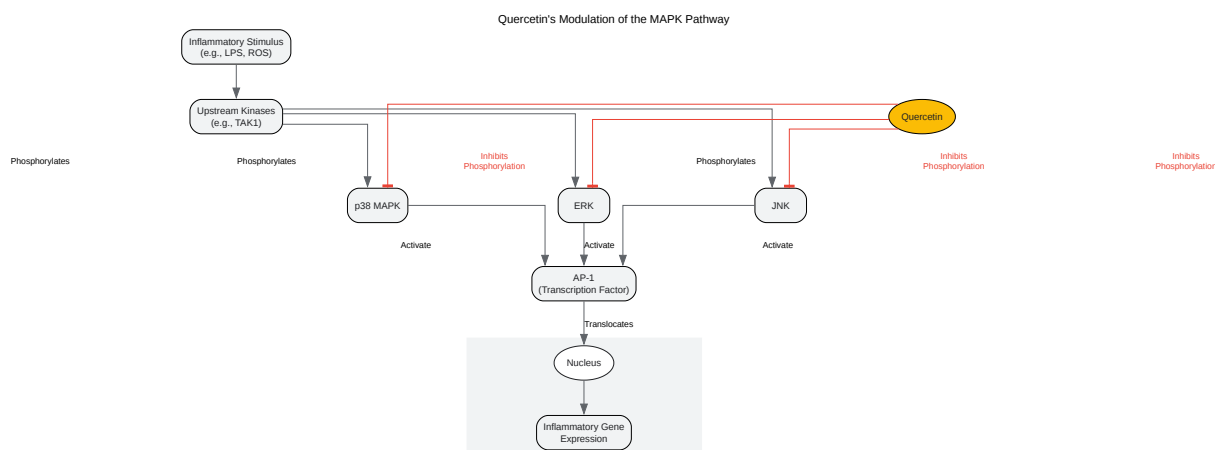 Quercetin's Modulation of the MAPK Pathway
Inflammatory Stimulus
(e.g., LPS, ROS)
Upstream Kinases
(e.g., TAK1)
Quercetin
Phosphorylates
Phosphorylates
Inhibits
Phosphorylation
Phosphorylates
Inhibits
Phosphorylation
Inhibits
Phosphorylation
p38 MAPK
ERK
JNK
Activate
Activate
Activate
AP-1
(Transcription Factor)
Translocates
Nucleus
Inflammatory Gene
Expression